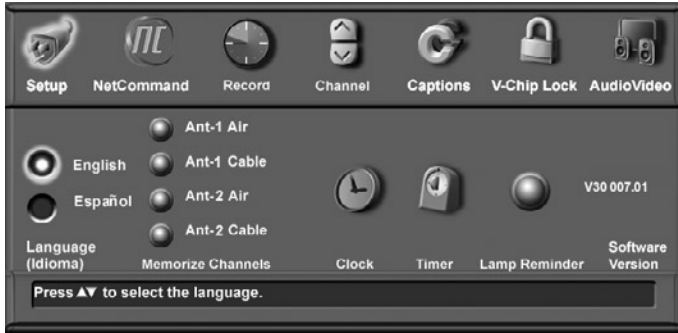 Setup NetCommand Record Channel Captions V-Chip Lock AudioVideo
Ant-1 Air
English Ant-1 Cable
Español Ant-2 Air V30 007.01
Ant-2 Cable
Language Software
(Idioma) Memorize Channels Clock Timer Lamp Reminder Version
Press ▲▼ to select the language.